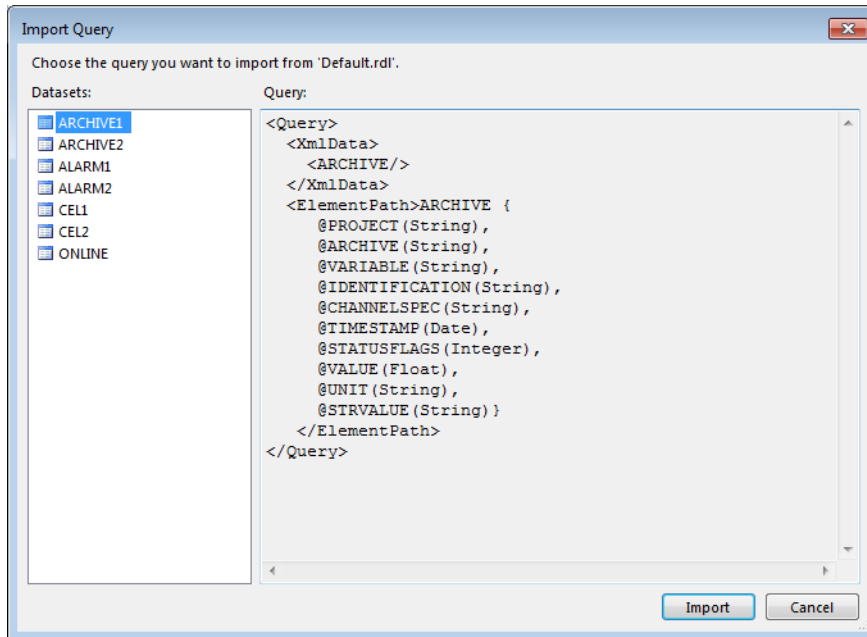 Import Query
Choose the query you want to import from 'Default.rdl'.
Datasets:
Query:
ARCHIVE1
ARCHIVE2
ALARM1
ALARM2
CEL1
CEL2
ONLINE
<Query>
  <XmlData>
    <ARCHIVE/>
  </XmlData>
  <ElementPath>ARCHIVE {
     @PROJECT(String),
     @ARCHIVE(String),
     @VARIABLE(String),
     @IDENTIFICATION(String),
     @CHANNELSPEC(String),
     @TIMESTAMP(Date),
     @STATUSFLAGS(Integer),
     @VALUE(Float),
     @UNIT(String),
     @STRVALUE(String)}
   </ElementPath>
</Query>
Import
Cancel